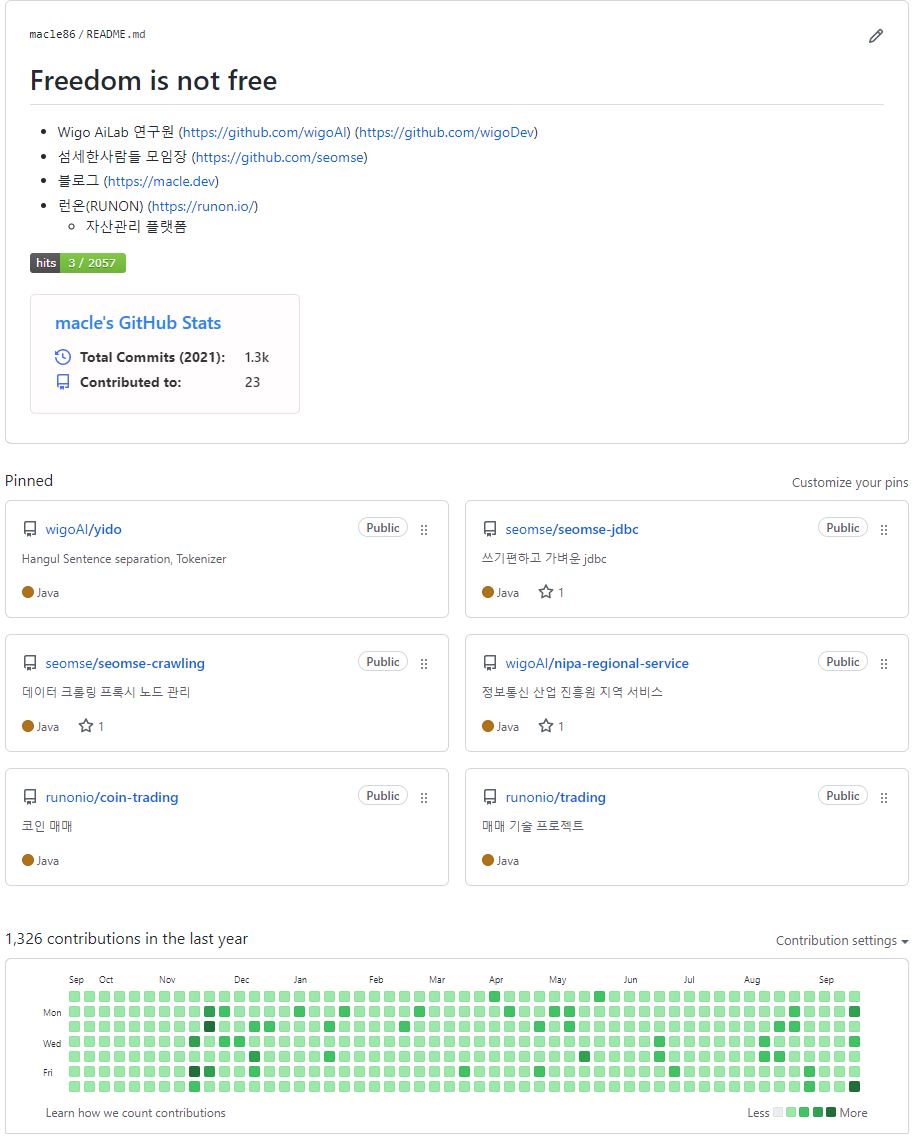 macle86 / README.md
Freedom is not free
Wigo AiLab 연구원 (https://github.com/wigoAI) (https://github.com/wigoDev)
섬세한사람들 모임장 (https://github.com/seomse)
블로그 (https://macle.dev)
런온(RUNON) (https://runon.io/)
자산관리 플랫폼
hits 3 / 2057
macle's GitHub Stats
Total Commits (2021): 1.3k
Contributed to: 23
Pinned
Customize your pins
wigoAI/yido Public
Hangul Sentence separation, Tokenizer
Java
seomse/seomse-jdbc Public
쓰기편하고 가벼운 jdbc
Java 1
seomse/seomse-crawling Public
데이터 크롤링 프록시 노드 관리
Java 1
wigoAI/nipa-regional-service Public
정보통신 산업 진흥원 지역 서비스
Java 1
runonio/coin-trading Public
코인 매매
Java
runonio/trading Public
매매 기술 프로젝트
Java
1,326 contributions in the last year
Contribution settings
Sep Oct Nov Dec Jan Feb Mar Apr May Jun Jul Aug Sep
Mon
Wed
Fri
Learn how we count contributions
Less More